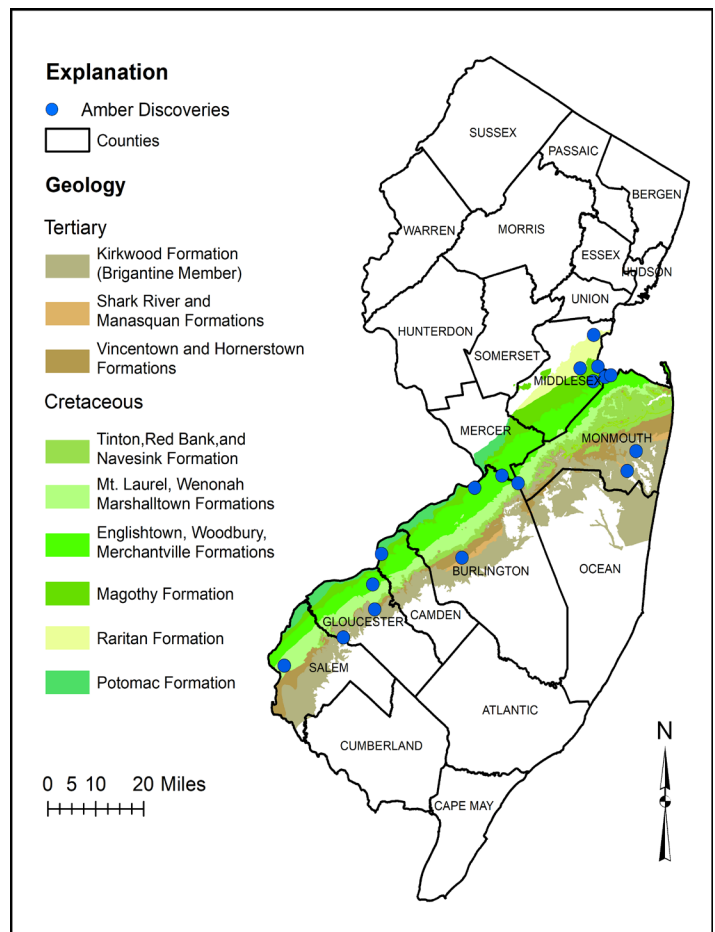 Explanation
Amber Discoveries
Counties
Geology
Tertiary
Kirkwood Formation
(Brigantine Member)
Shark River and
Manasquan Formations
Vincentown and Hornerstown
Formations
Cretaceous
Tinton,Red Bank,and
Navesink Formation
Mt. Laurel, Wenonah
Marshalltown Formations
Englishtown, Woodbury,
Merchantville Formations
Magothy Formation
Raritan Formation
Potomac Formation
0 5 10 20 Miles
SUSSEX
PASSAIC
BERGEN
WARREN
MORRIS
ESSEX
HUDSON
UNION
HUNTERDON
SOMERSET
MIDDLESEX
MERCER
MONMOUTH
OCEAN
BURLINGTON
CAMDEN
GLOUCESTER
SALEM
ATLANTIC
CUMBERLAND
CAPE MAY
N